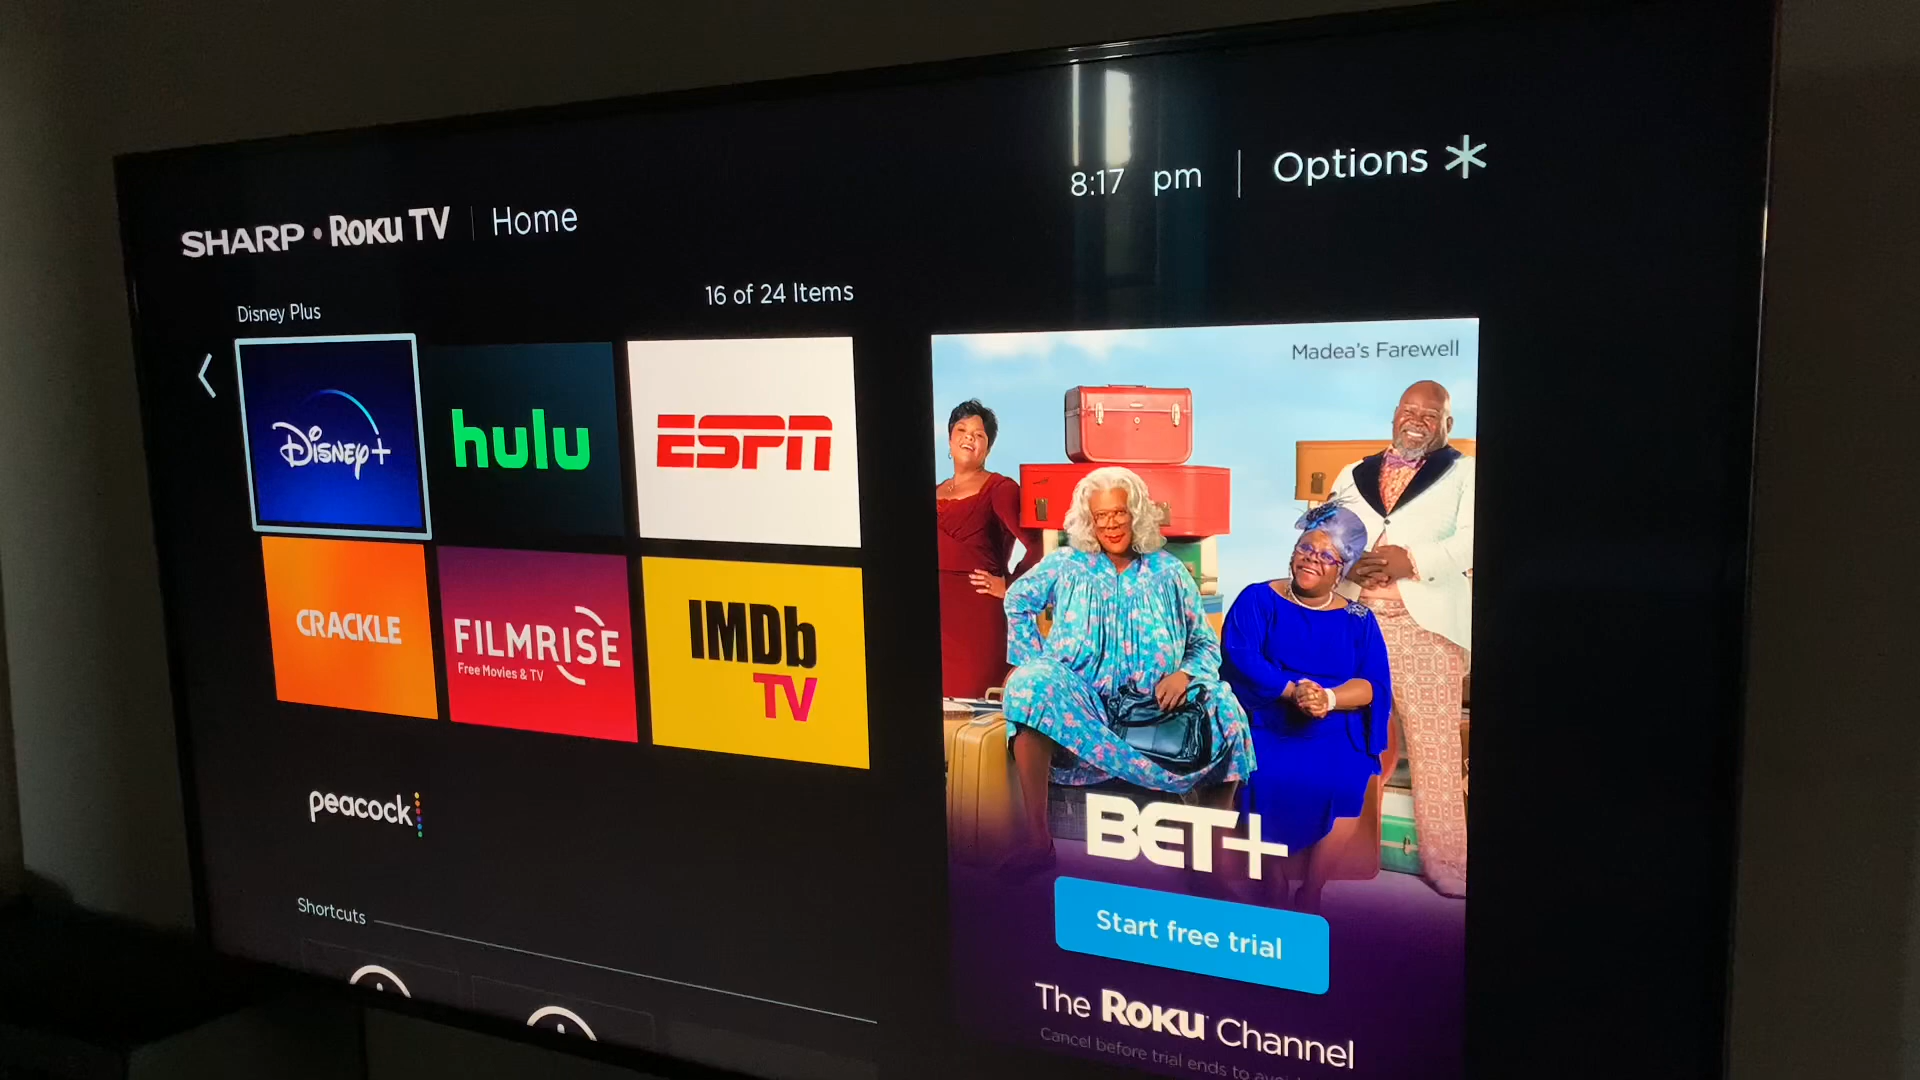 SHARP • Roku TV | Home
8:17 pm | Options
Disney Plus
16 of 24 Items
Disney+
hulu
ESPN
CRACKLE
FILMRISE
Free Movies & TV
IMDb
TV
peacock
Shortcuts
Madea's Farewell
BET+
Start free trial
The Roku Channel
Cancel before trial ends to